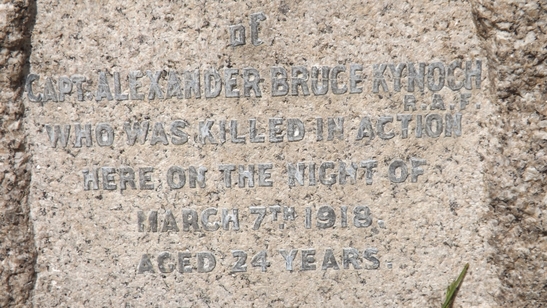 of
CAPT. ALEXANDER BRUCE KYNOCH
R.A.F.
WHO WAS KILLED IN ACTION
HERE ON THE NIGHT OF
MARCH 7TH 1918.
AGED 24 YEARS.